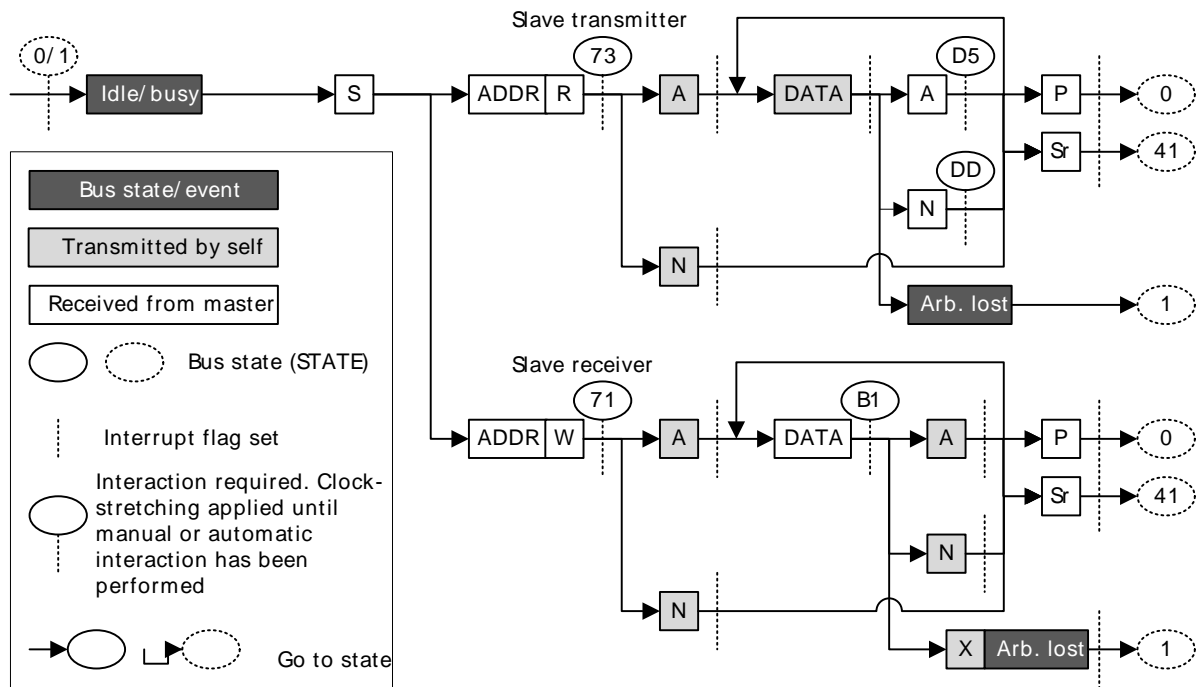 Slave transmitter
0/1
73
D5
Idle/busy
S
ADDR R
A
DATA
A
P
0
Sr
41
DD
N
N
Arb. lost
1
Bus state/event
Transmitted by self
Received from master
Bus state (STATE)
Interrupt flag set
Interaction required. Clock-
stretching applied until
manual or automatic
interaction has been
performed
Go to state
Slave receiver
71
B1
ADDR W
A
DATA
A
P
0
Sr
41
N
N
X Arb. lost
1